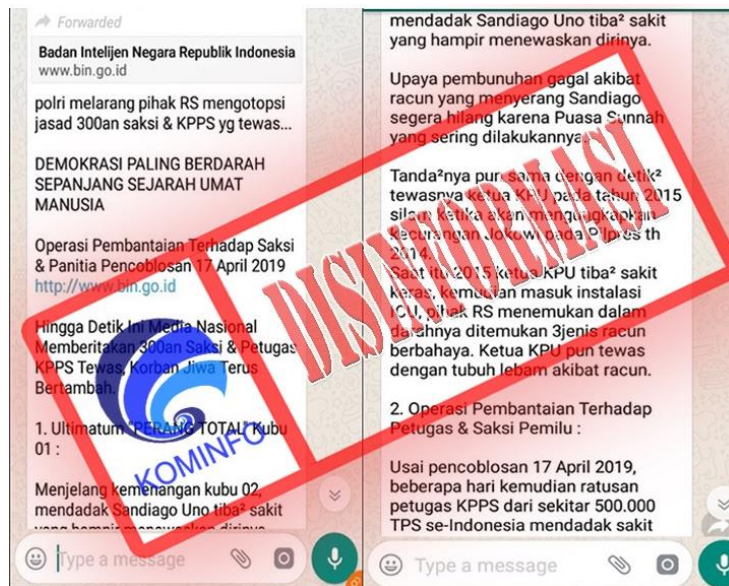 Forwarded
Badan Intelijen Negara Republik Indonesia
www.bin.go.id
polri melarang pihak RS mengotopsi
jasad 300an saksi & KPPS yg tewas...
DEMOKRASI PALING BERDARAH
SEPANJANG SEJARAH UMAT
MANUSIA
Operasi Pembantaian Terhadap Saksi
& Panitia Pencoblosan 17 April 2019
http://www.bin.go.id
Hingga Detik Ini Media Nasional
Memberitakan 300an Saksi & Petugas
KPPS Tewas, Korban Jiwa Terus
Bertambah.
1. Ultimatum "PERANG TOTAL" Kubu
01 :
Menjelang kemenangan kubu 02,
mendadak Sandiago Uno tiba² sakit
yang hampir menewaskan dirinya.
Type a message
mendadak Sandiago Uno tiba² sakit
yang hampir menewaskan dirinya.
Upaya pembunuhan gagal akibat
racun yang menyerang Sandiago
segera hilang karena Puasa Sunnah
yang sering dilakukannya.
Tanda²nya pun sama dengan detik²
tewasnya ketua KPU pada tahun 2015
silam ketika akan mengungkapkan
kecurangan Jokowi pada Pilpres th
2014.
Saat itu 2015 ketua KPU tiba² sakit
keras, kemudian masuk instalasi
ICU, pihak RS menemukan dalam
darahnya ditemukan 3jenis racun
berbahaya. Ketua KPU pun tewas
dengan tubuh lebam akibat racun.
2. Operasi Pembantaian Terhadap
Petugas & Saksi Pemilu :
Usai pencoblosan 17 April 2019,
beberapa hari kemudian ratusan
petugas KPPS dari sekitar 500.000
TPS se-Indonesia mendadak sakit
Type a message
KOMINFO
DISINFORMASI